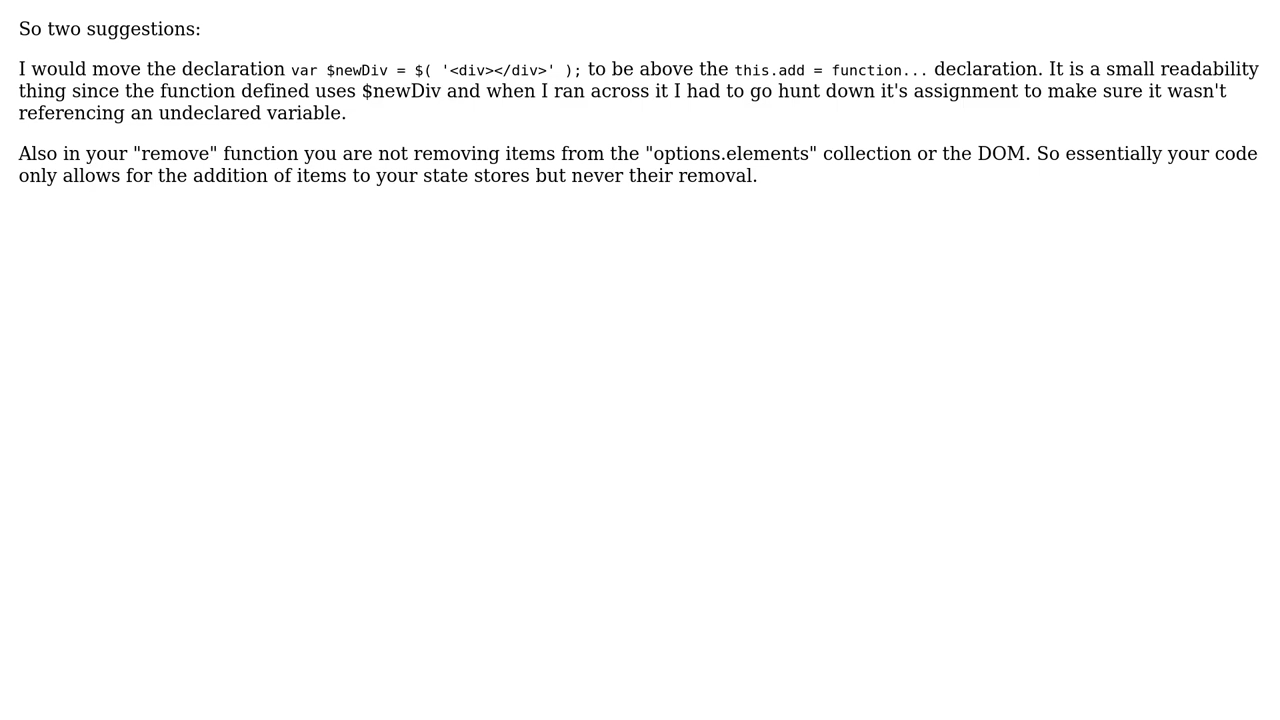 So two suggestions:
I would move the declaration var $newDiv = $( '<div></div>' ); to be above the this.add = function... declaration. It is a small readability
thing since the function defined uses $newDiv and when I ran across it I had to go hunt down it's assignment to make sure it wasn't
referencing an undeclared variable.
Also in your "remove" function you are not removing items from the "options.elements" collection or the DOM. So essentially your code
only allows for the addition of items to your state stores but never their removal.